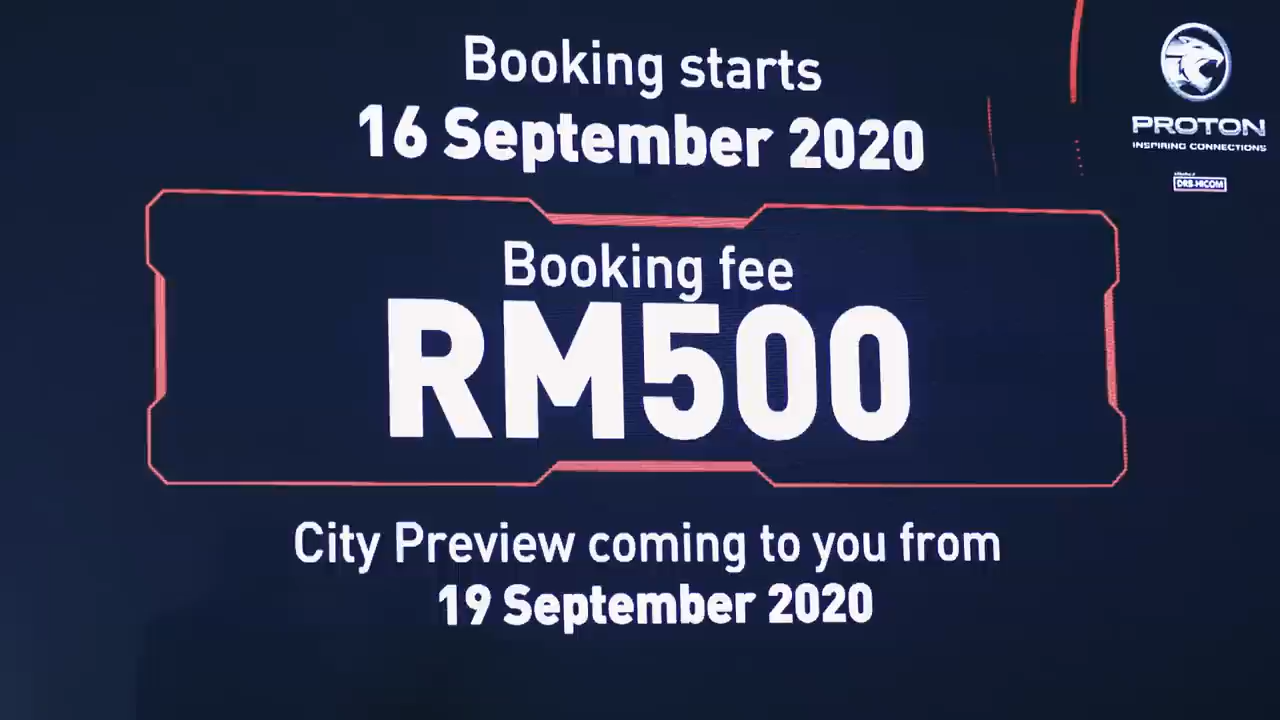 Booking starts
16 September 2020
Booking fee
RM500
City Preview coming to you from
19 September 2020
PROTON
INSPIRING CONNECTIONS
DRB-HICOM